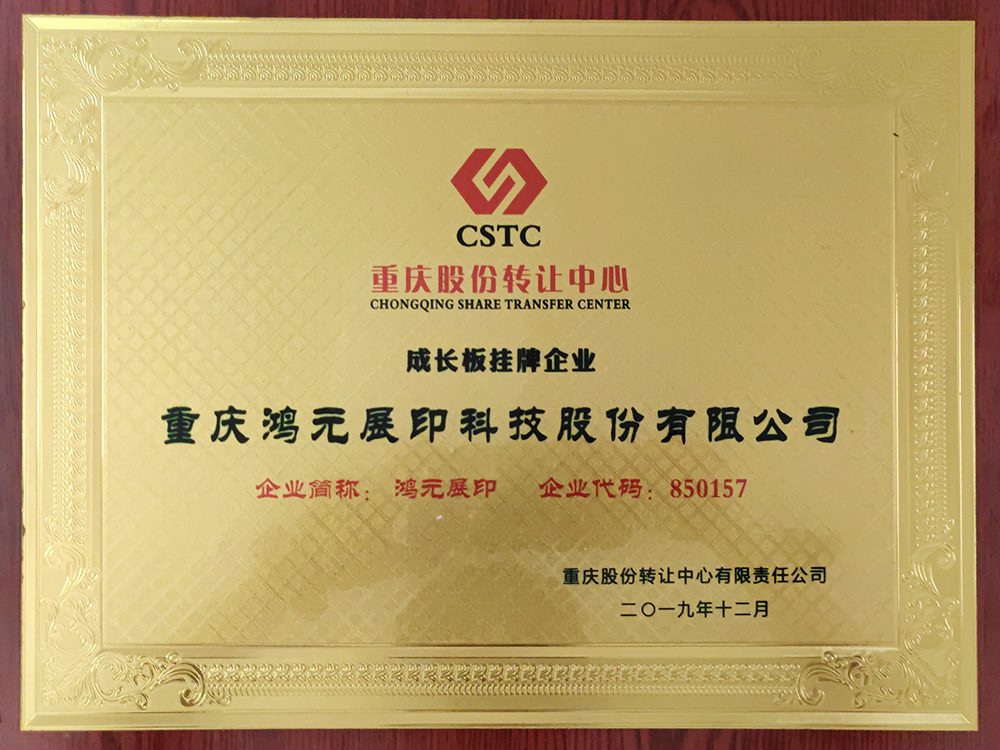 CSTC
重庆股份转让中心
CHONGQING SHARE TRANSFER CENTER
成长板挂牌企业
重庆鸿元展印科技股份有限公司
企业简称：鸿元展印 企业代码：850157
重庆股份转让中心有限责任公司
二〇一九年十二月